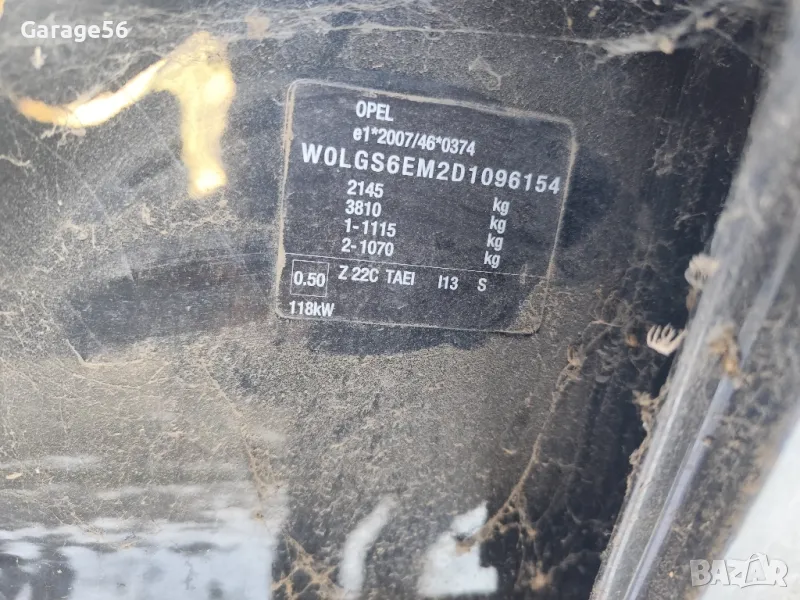 Garage56
OPEL
e1*2007/46*0374
W0LGS6EM2D1096154
2145 kg
3810 kg
1-1115 kg
2-1070 kg
0.50 Z 22C TAEI I13 S
118kW
BAZAR